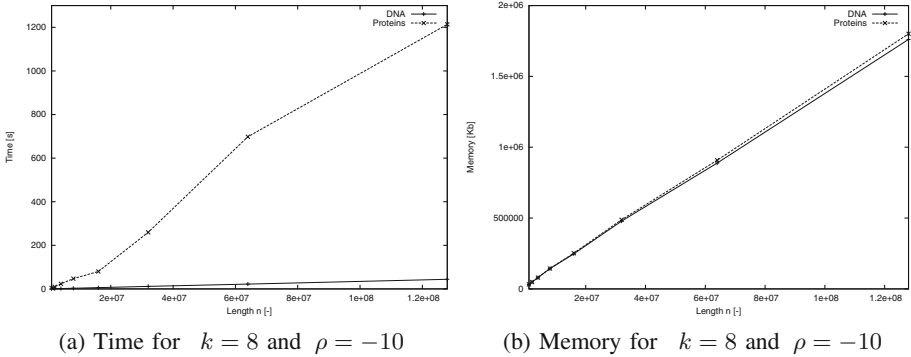 DNA
Proteins
1200
1000
800
600
400
200
0
Time [s]
2e+07
4e+07
6e+07
8e+07
1e+08
1.2e+08
Length n [-]
(a) Time for k = 8 and ρ = −10
DNA
Proteins
2e+06
1.5e+06
1e+06
500000
0
Memory [Kb]
2e+07
4e+07
6e+07
8e+07
1e+08
1.2e+08
Length n [-]
(b) Memory for k = 8 and ρ = −10